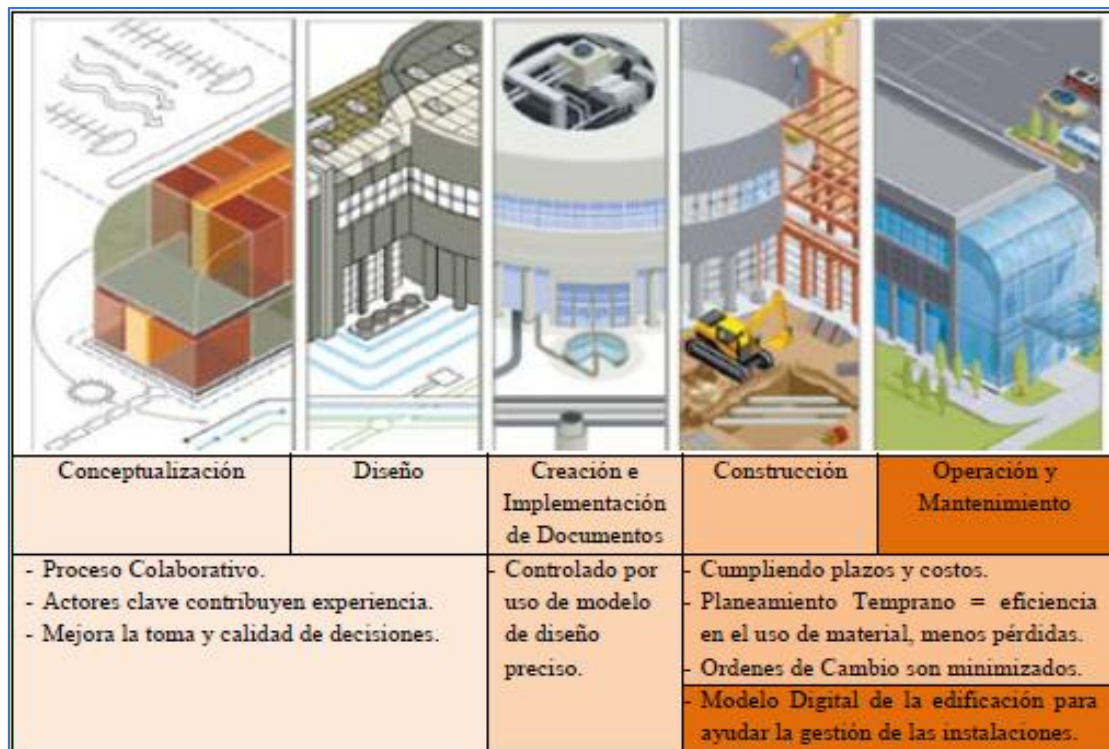 Conceptualización
Diseño
Creación e
Implementación
de Documentos
Construcción
Operación y
Mantenimiento
- Proceso Colaborativo.
- Actores clave contribuyen experiencia.
- Mejora la toma y calidad de decisiones.
- Controlado por
uso de modelo
de diseño
preciso.
- Cumpliendo plazos y costos.
- Planeamiento Temprano = eficiencia
en el uso de material, menos pérdidas.
- Ordenes de Cambio son minimizados.
- Modelo Digital de la edificación para
ayudar la gestión de las instalaciones.